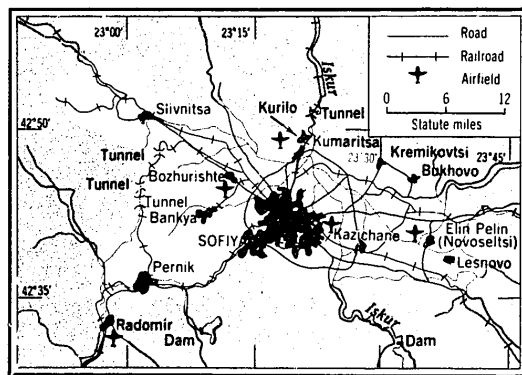 23°00'
23°15'
Road
Railroad
Airfield
0 6 12
Statute miles
Iskur
Slivnitsa
Kurilo
Tunnel
42°50'
Kumaritsa
23°30'
Kremikovtsi
23°45'
Tunnel
Bozhurishte
Bukhovo
Tunnel
Tunnel
Bankya
SOFIYA
Kazichane
Elin Pelin
(Novoseltsi)
Lesnovo
Pernik
42°35'
Iskur
Radomir
Dam
Dam